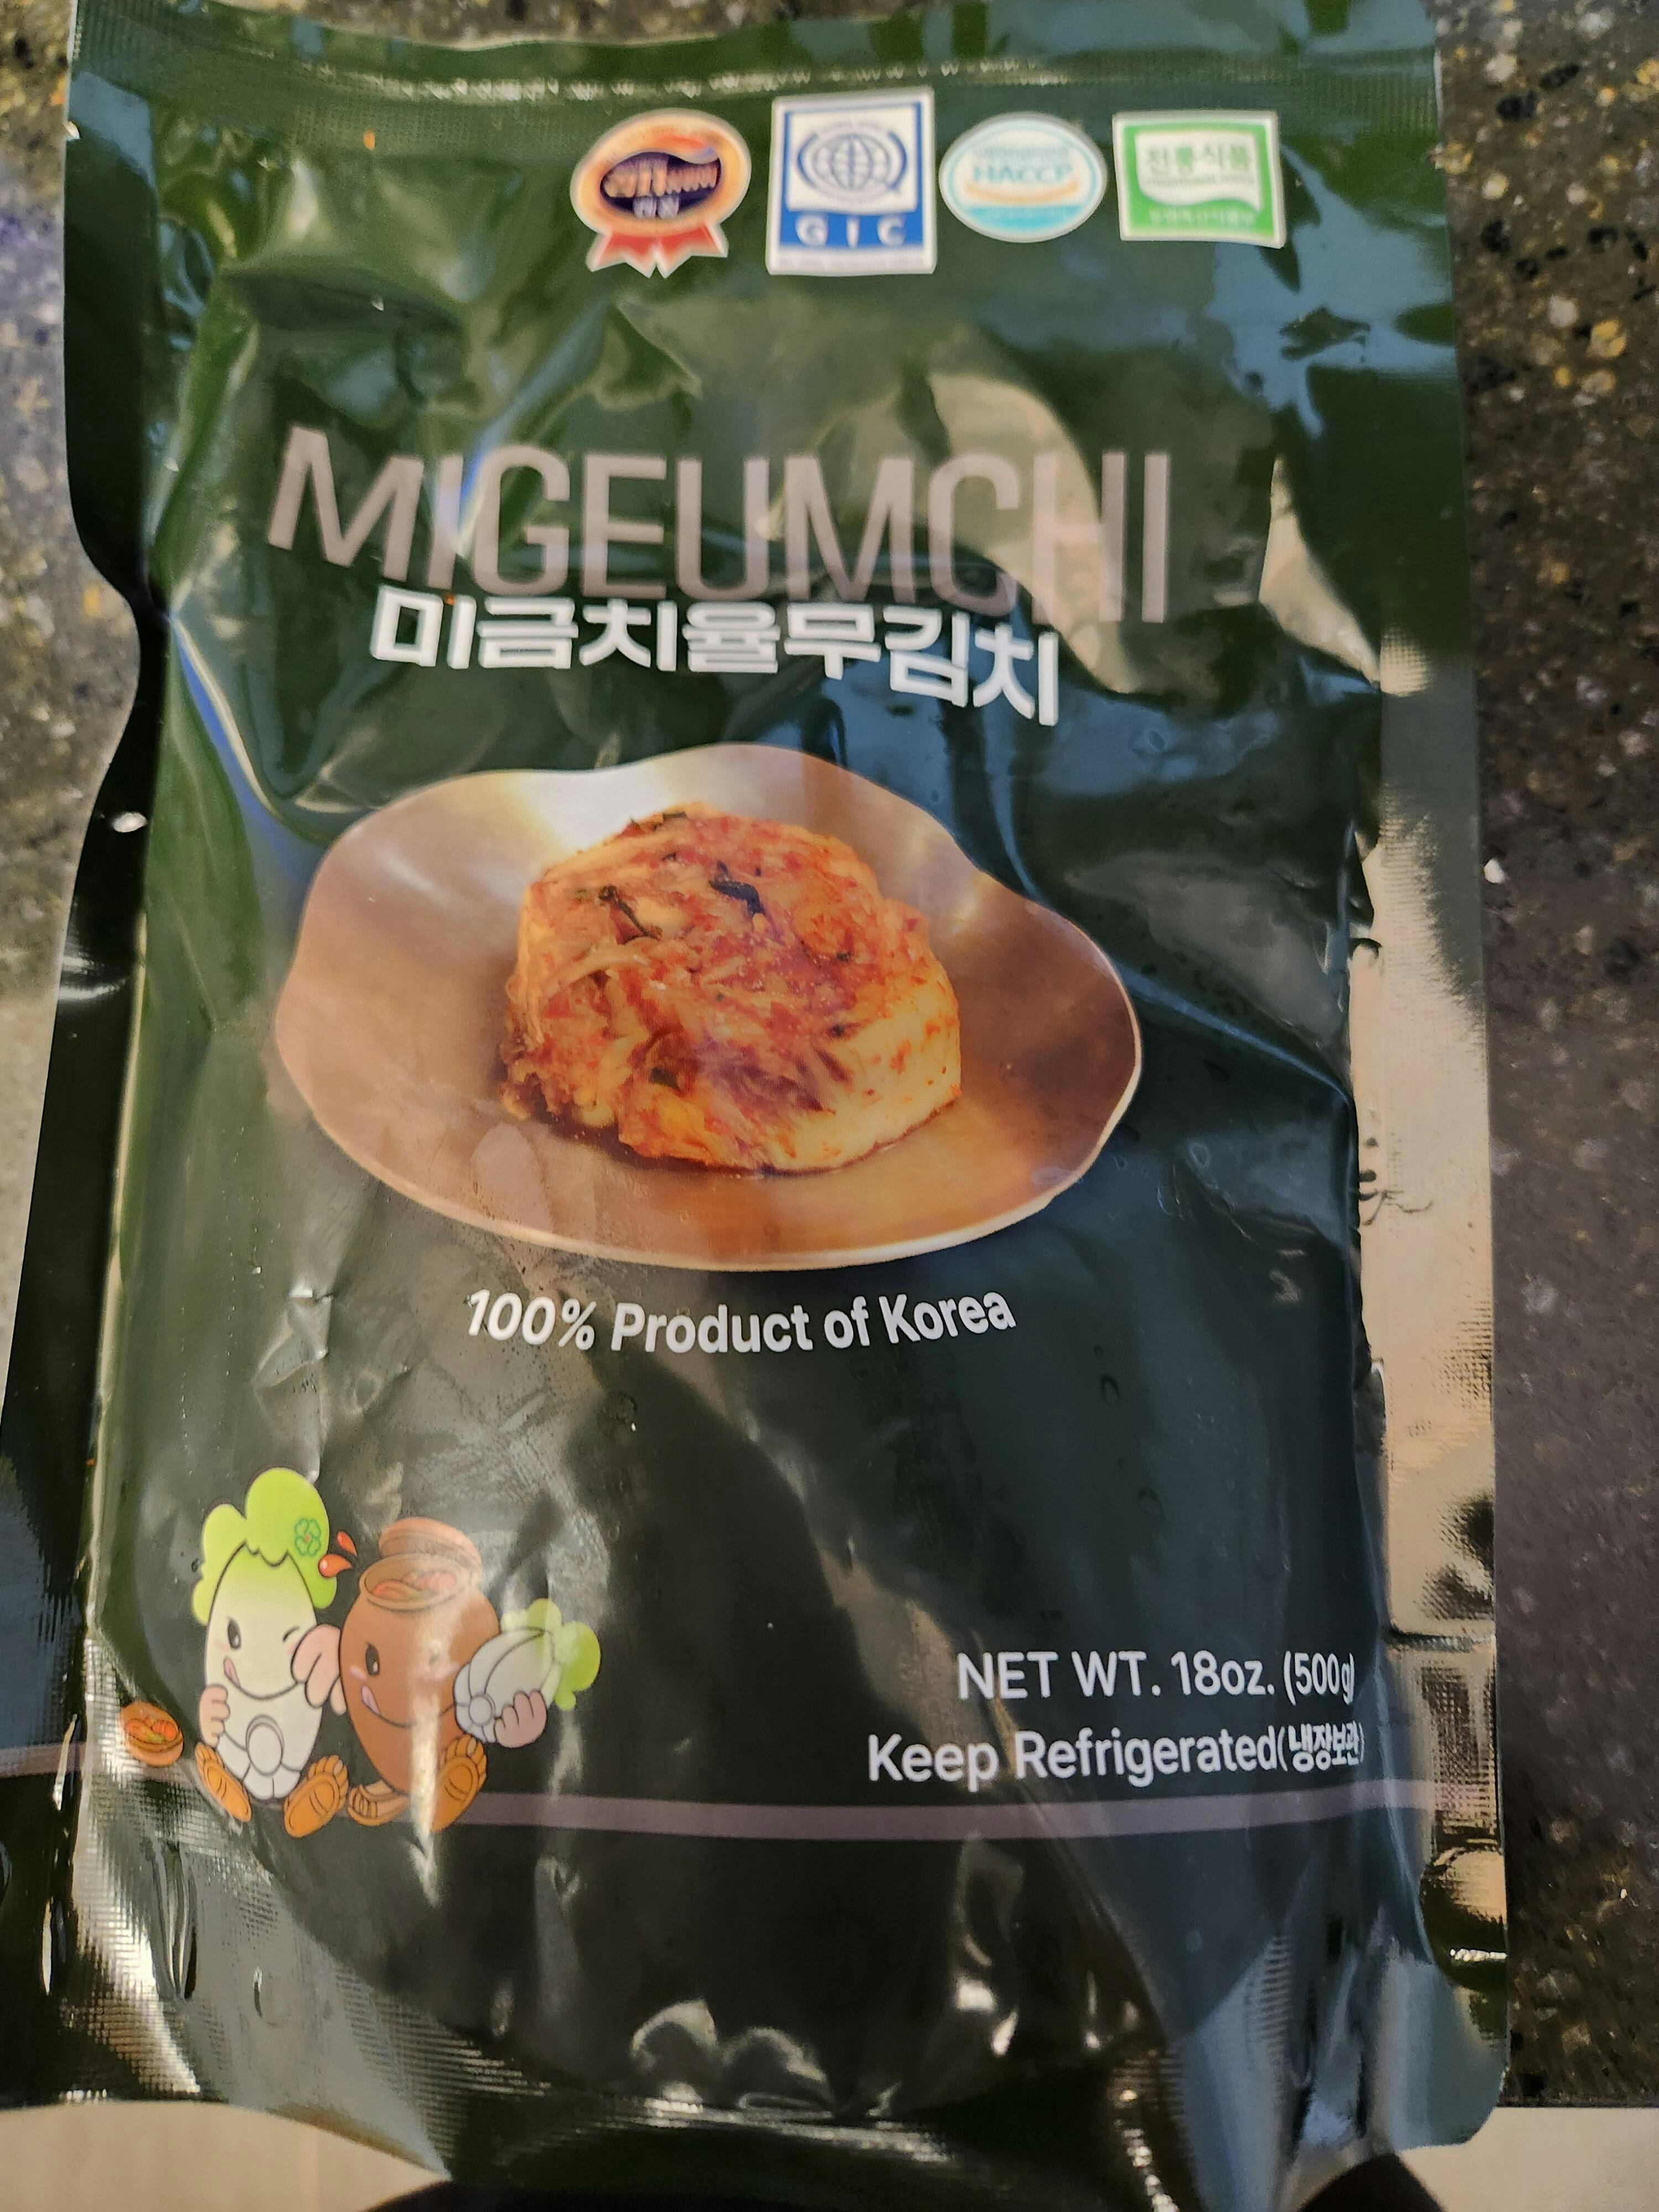 GIC
HACCP
전통식품
MIGEUMCHI
미금치율무김치
100% Product of Korea
NET WT. 18oz. (500g)
Keep Refrigerated(냉장보관)